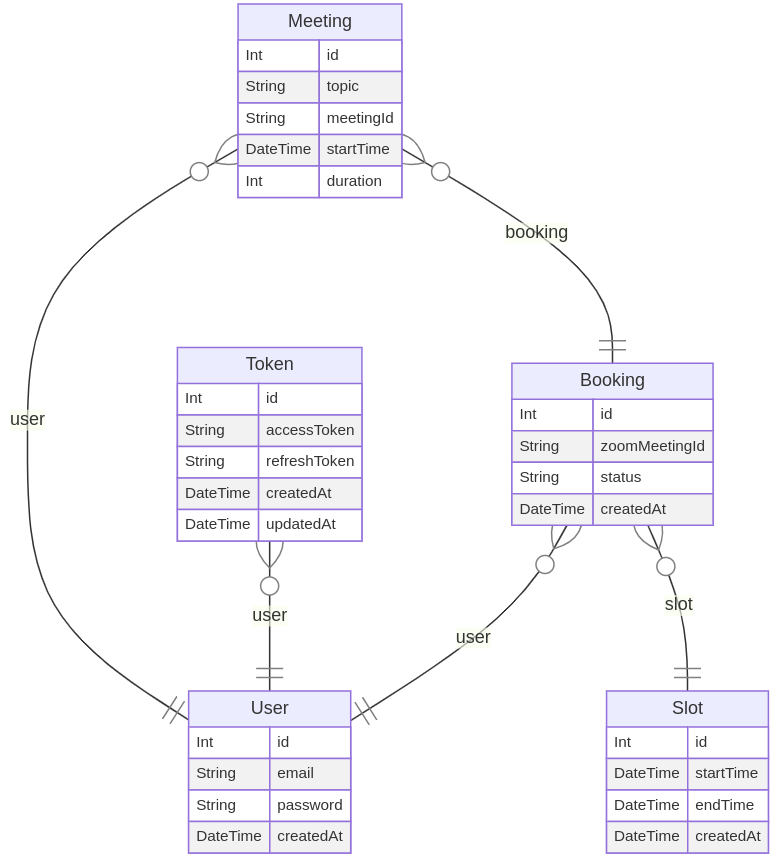 Meeting
Int id
String topic
String meetingId
DateTime startTime
Int duration
booking
user
Token
Int id
String accessToken
String refreshToken
DateTime createdAt
DateTime updatedAt
Booking
Int id
String zoomMeetingId
String status
DateTime createdAt
user
user
slot
User
Int id
String email
String password
DateTime createdAt
Slot
Int id
DateTime startTime
DateTime endTime
DateTime createdAt